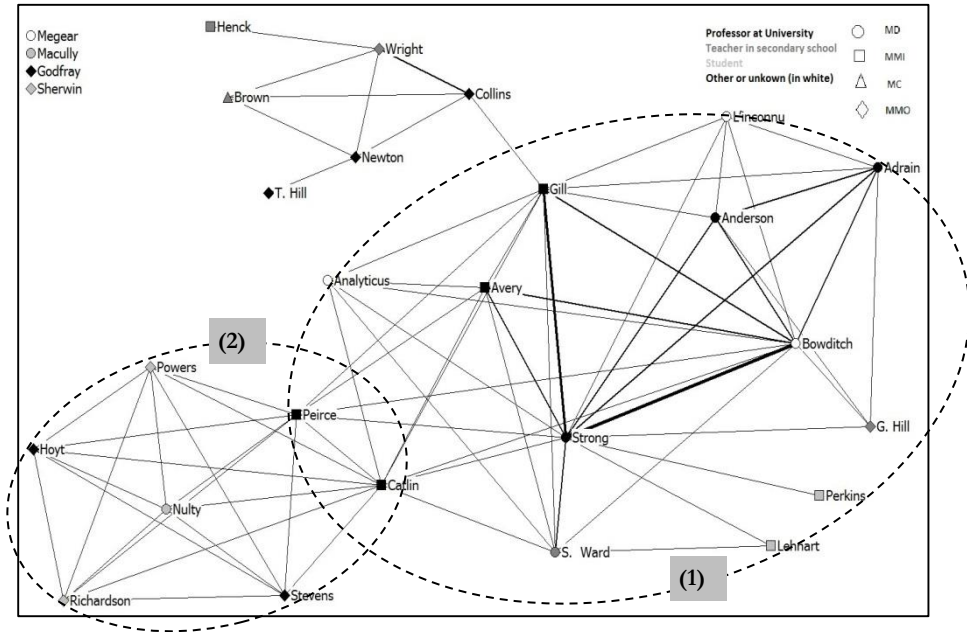 Henck
Megear
Macully
Godfray
Sherwin
Wright
Professor at University
Teacher in secondary school
Student
Other or unkown (in white)
MD
MMI
MC
MMO
Brown
Collins
L'inconnu
Newton
Adrain
T. Hill
Gill
Anderson
Analyticus
Avery
(2)
Bowditch
Powers
Peirce
Hoyt
Strong
G. Hill
Catlin
Perkins
Nulty
S. Ward
Lehhart
(1)
Richardson
Stevens